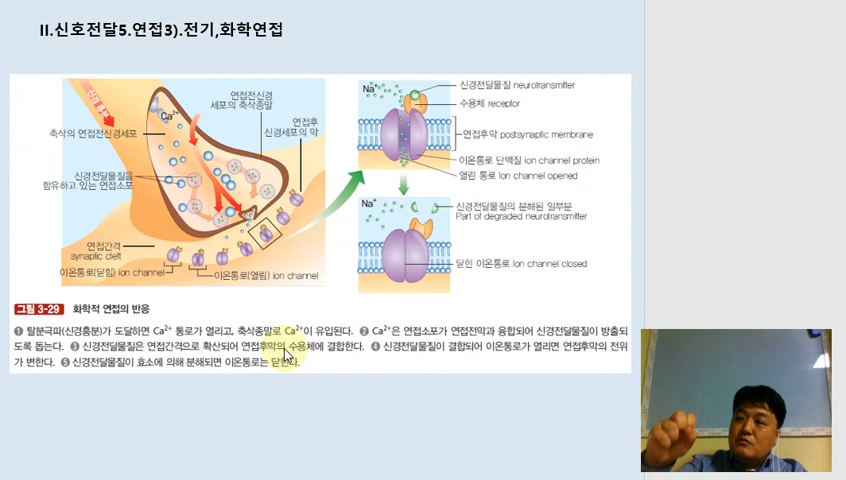 II.신호전달5.연접3).전기,화학연접
신경 흥분
Ca2+
축삭의 연접전신경세포
연접전신경
세포의 축삭종말
연접후
신경세포의 막
신경전달물질을
함유하고 있는 연접소포
연접간격
synaptic cleft
이온통로(닫힘) ion channel
이온통로(열림) ion channel
Na+
신경전달물질 neurotransmitter
수용체 receptor
연접후막 postsynaptic membrane
이온통로 단백질 ion channel protein
열린 통로 Ion channel opened
Na+
신경전달물질의 분해된 일부분
Part of degraded neurotransmitter
닫힌 이온통로 Ion channel closed
그림 3-29 화학적 연접의 반응
❶ 탈분극파(신경흥분)가 도달하면 Ca2+ 통로가 열리고, 축삭종말로 Ca2+이 유입된다. ❷ Ca2+은 연접소포가 연접전막과 융합되어 신경전달물질이 방출되
도록 돕는다. ❸ 신경전달물질은 연접간격으로 확산되어 연접후막의 수용체에 결합한다. ❹ 신경전달물질이 결합되어 이온통로가 열리면 연접후막의 전위
가 변한다. ❺ 신경전달물질이 효소에 의해 분해되면 이온통로는 닫힌다.